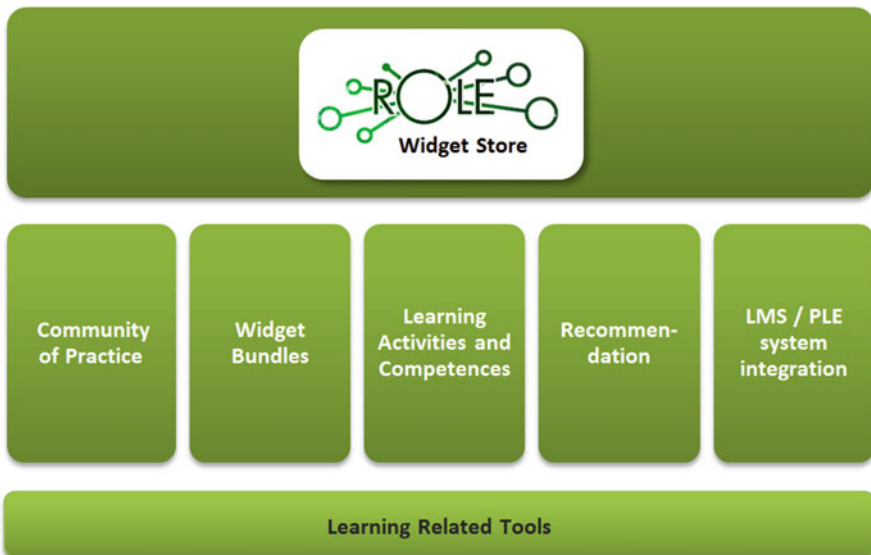 ROLE
Widget Store
Community
of Practice
Widget
Bundles
Learning
Activities and
Competences
Recommen-
dation
LMS / PLE
system
integration
Learning Related Tools